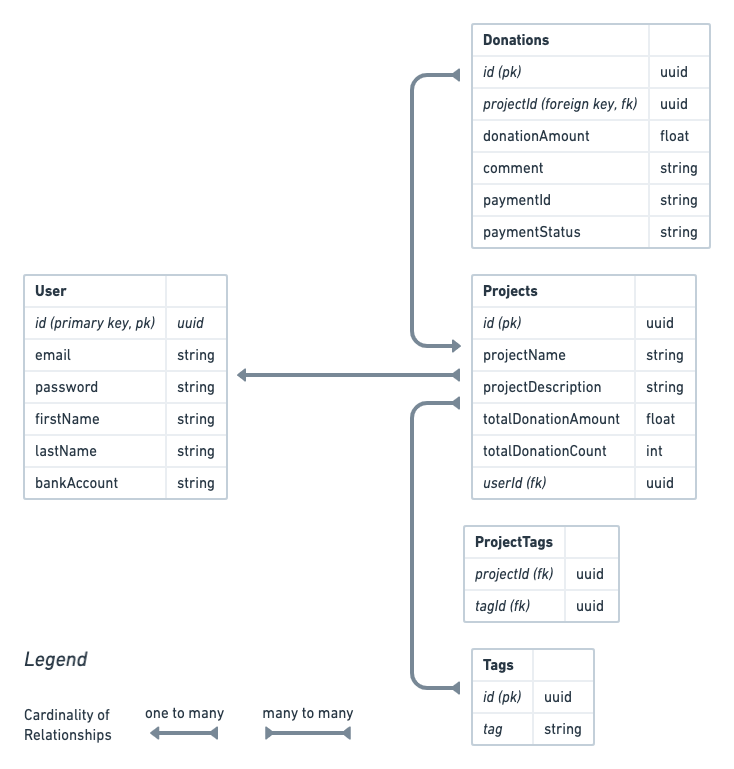 Donations
id (pk) uuid
projectId (foreign key, fk) uuid
donationAmount float
comment string
paymentId string
paymentStatus string
User
id (primary key, pk) uuid
email string
password string
firstName string
lastName string
bankAccount string
Projects
id (pk) uuid
projectName string
projectDescription string
totalDonationAmount float
totalDonationCount int
userId (fk) uuid
ProjectTags
projectId (fk) uuid
tagId (fk) uuid
Tags
id (pk) uuid
tag string
Legend
Cardinality of
Relationships
one to many
many to many